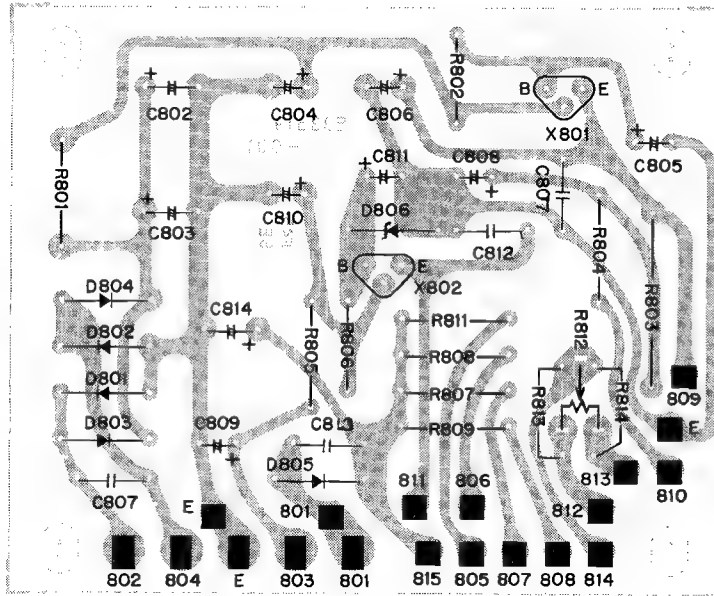 R802
B
E
X801
C802
C804
C806
C805
R801
C811
C808
C807
C803
C810
D806
C812
R804
B
E
X802
R803
D804
C814
R805
R806
R811
R812
D802
R808
D801
R807
R813
R814
809
D803
C809
C813
R809
E
D805
C807
811
806
813
810
E
801
812
802
804
E
803
801
815
805
807
808
814